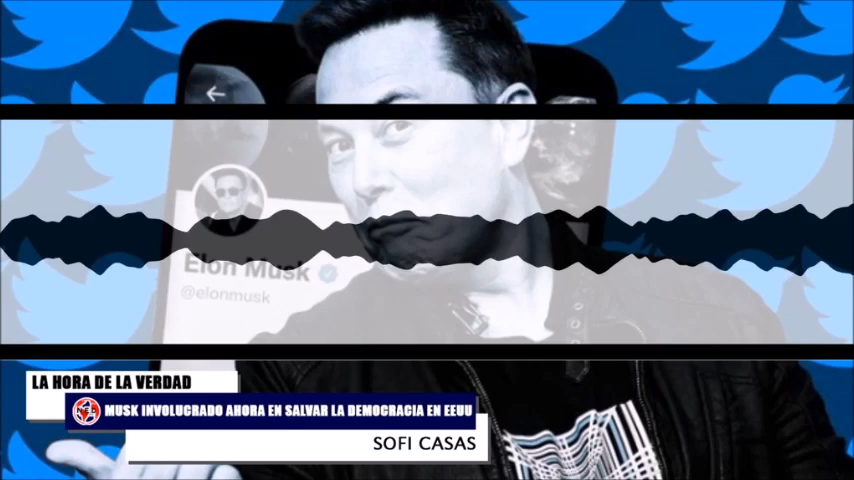 Elon Musk
@elonmusk
LA HORA DE LA VERDAD
MUSK INVOLUCRADO AHORA EN SALVAR LA DEMOCRACIA EN EEUU
SOFI CASAS